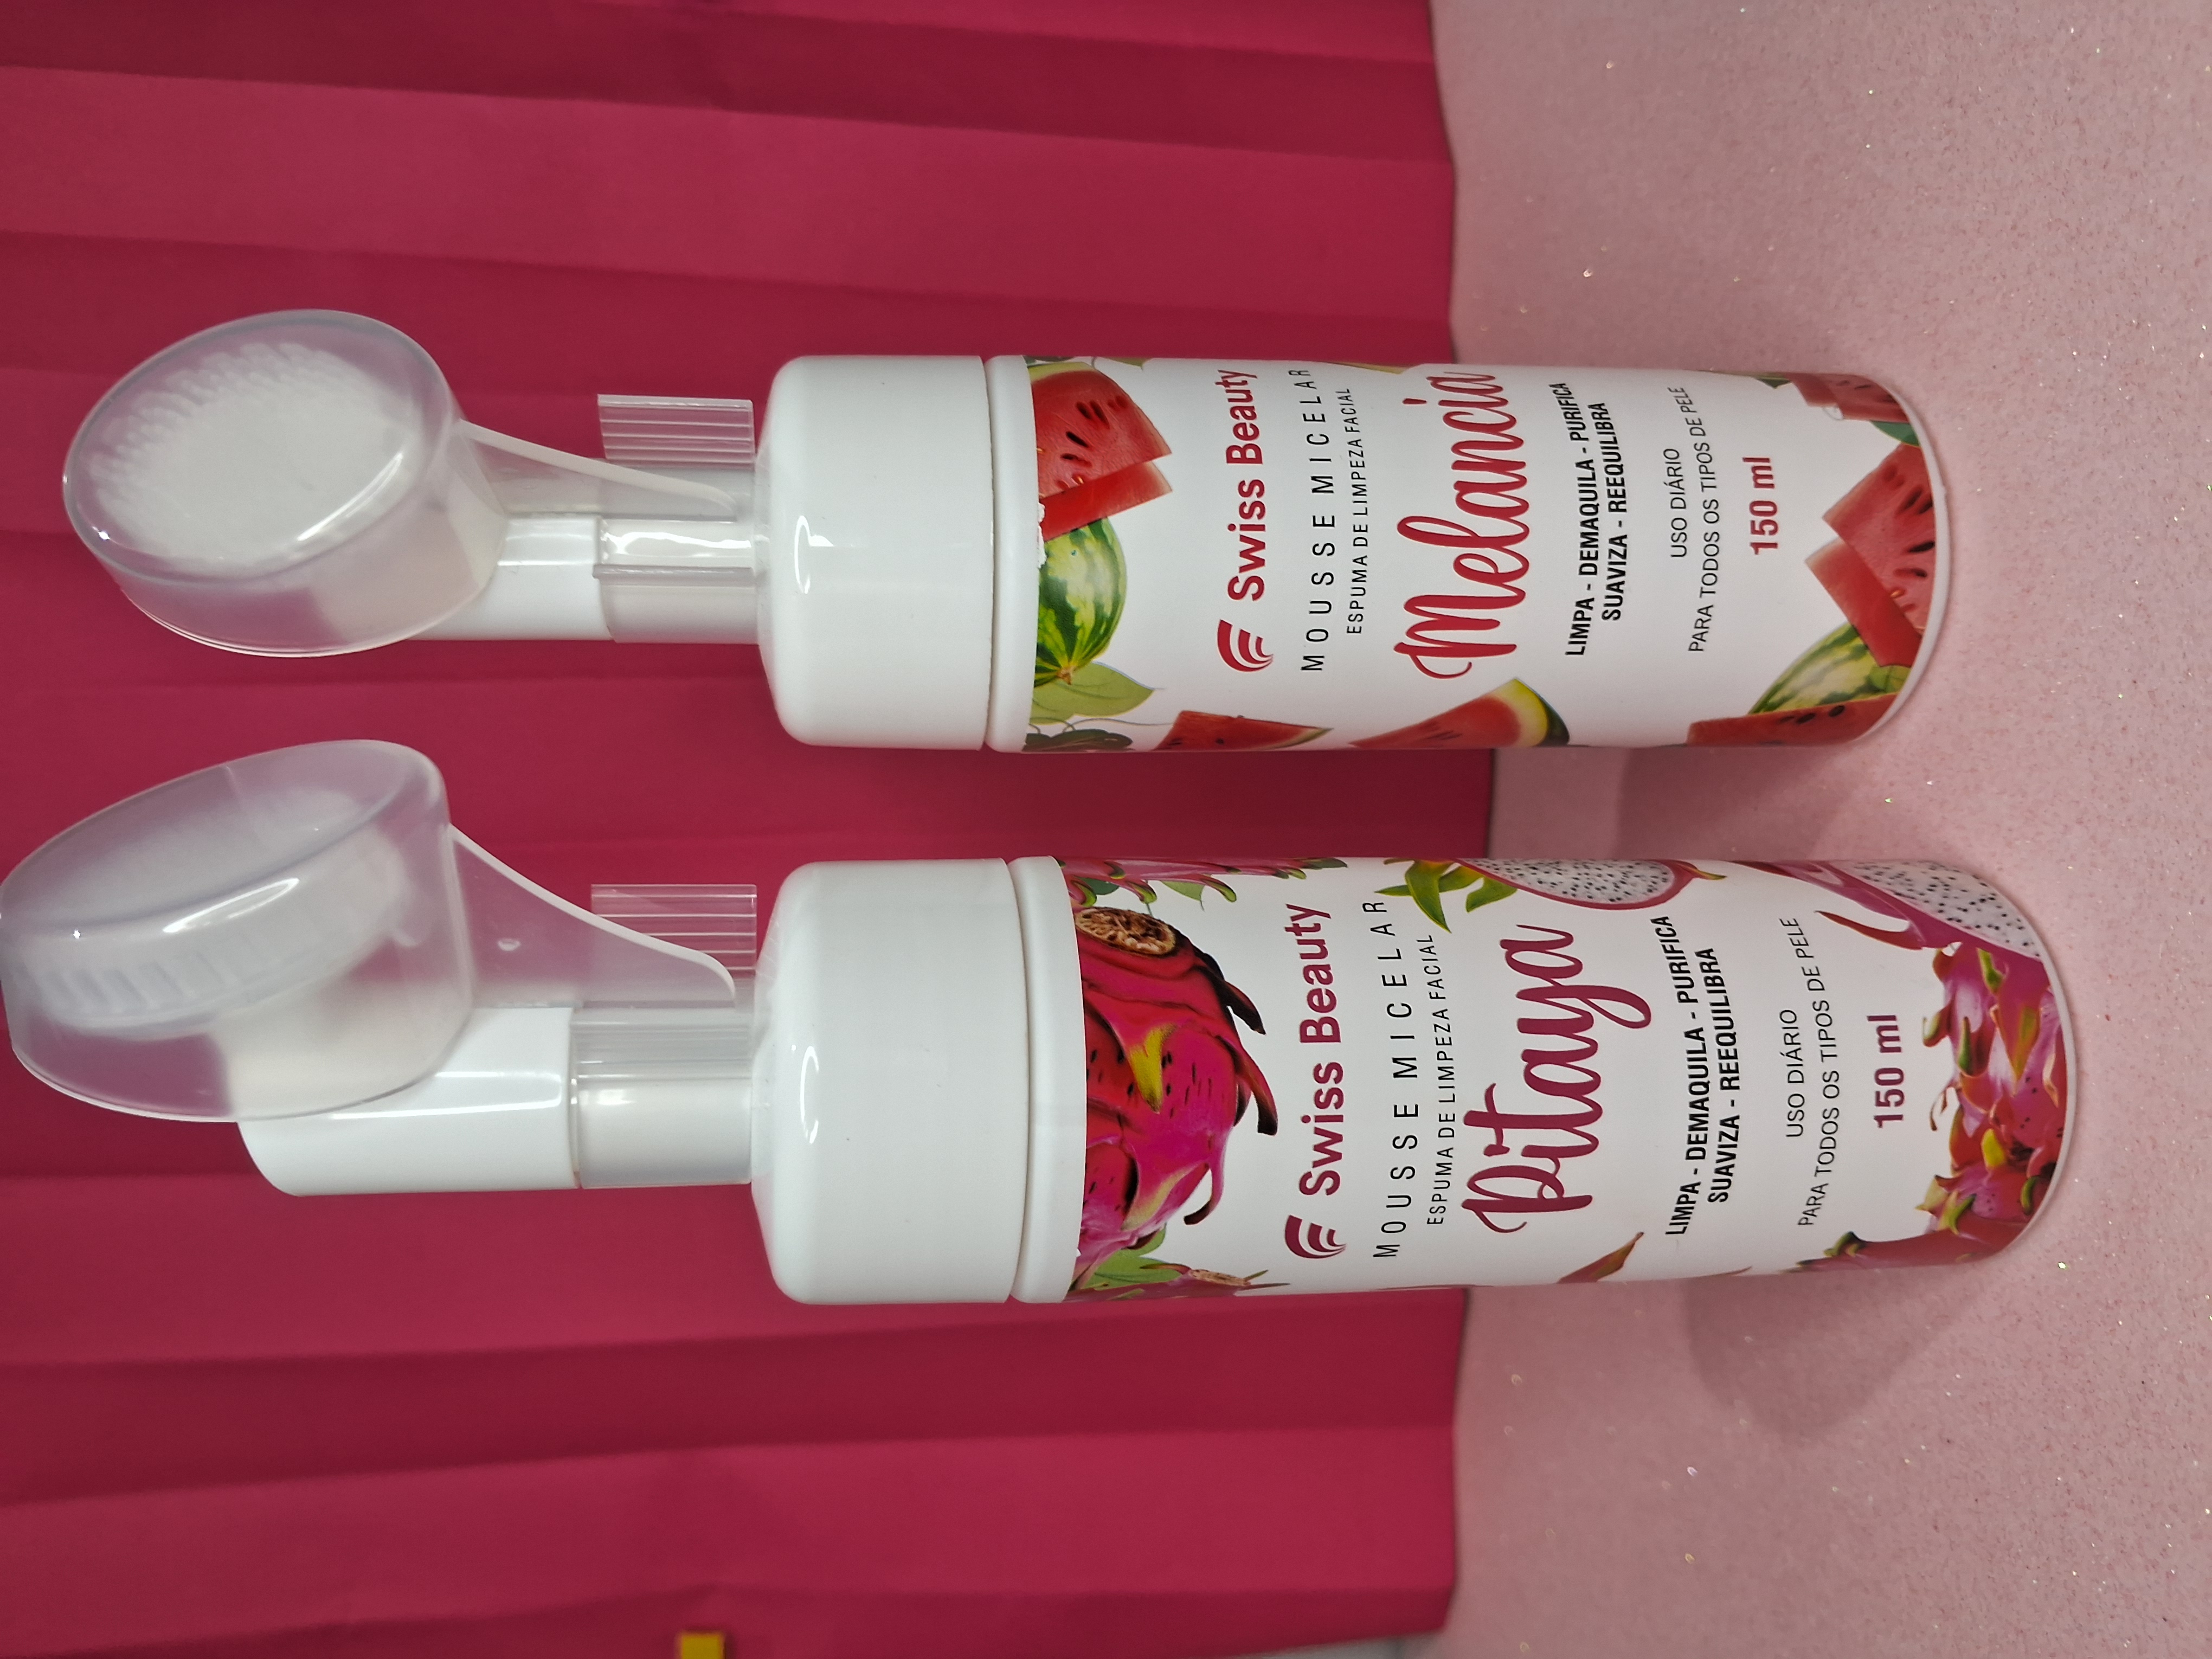 Swiss Beauty
MOUSSE MICELAR
ESPUMA DE LIMPEZA FACIAL
Pitaya
LIMPA - DEMAQUILA - PURIFICA
SUAVIZA - REEQUILIBRA
USO DIÁRIO
PARA TODOS OS TIPOS DE PELE
150 ml
Swiss Beauty
MOUSSE MICELAR
ESPUMA DE LIMPEZA FACIAL
Melancia
LIMPA - DEMAQUILA - PURIFICA
SUAVIZA - REEQUILIBRA
USO DIÁRIO
PARA TODOS OS TIPOS DE PELE
150 ml